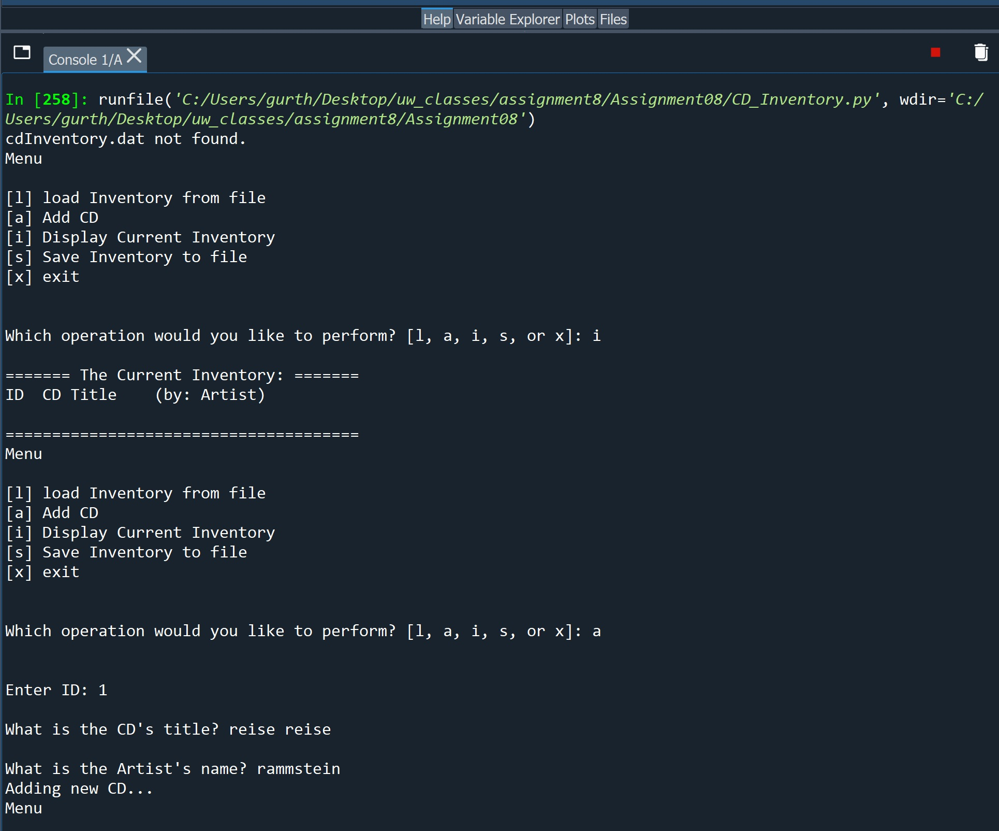 Help Variable Explorer Plots Files
Console 1/A
In [258]: runfile('C:/Users/gurth/Desktop/uw_classes/assignment8/Assignment08/CD_Inventory.py', wdir='C:/
Users/gurth/Desktop/uw_classes/assignment8/Assignment08')
cdInventory.dat not found.
Menu
[l] load Inventory from file
[a] Add CD
[i] Display Current Inventory
[s] Save Inventory to file
[x] exit
Which operation would you like to perform? [l, a, i, s, or x]: i
======= The Current Inventory: =======
ID  CD Title    (by: Artist)
======================================
Menu
[l] load Inventory from file
[a] Add CD
[i] Display Current Inventory
[s] Save Inventory to file
[x] exit
Which operation would you like to perform? [l, a, i, s, or x]: a
Enter ID: 1
What is the CD's title? reise reise
What is the Artist's name? rammstein
Adding new CD...
Menu